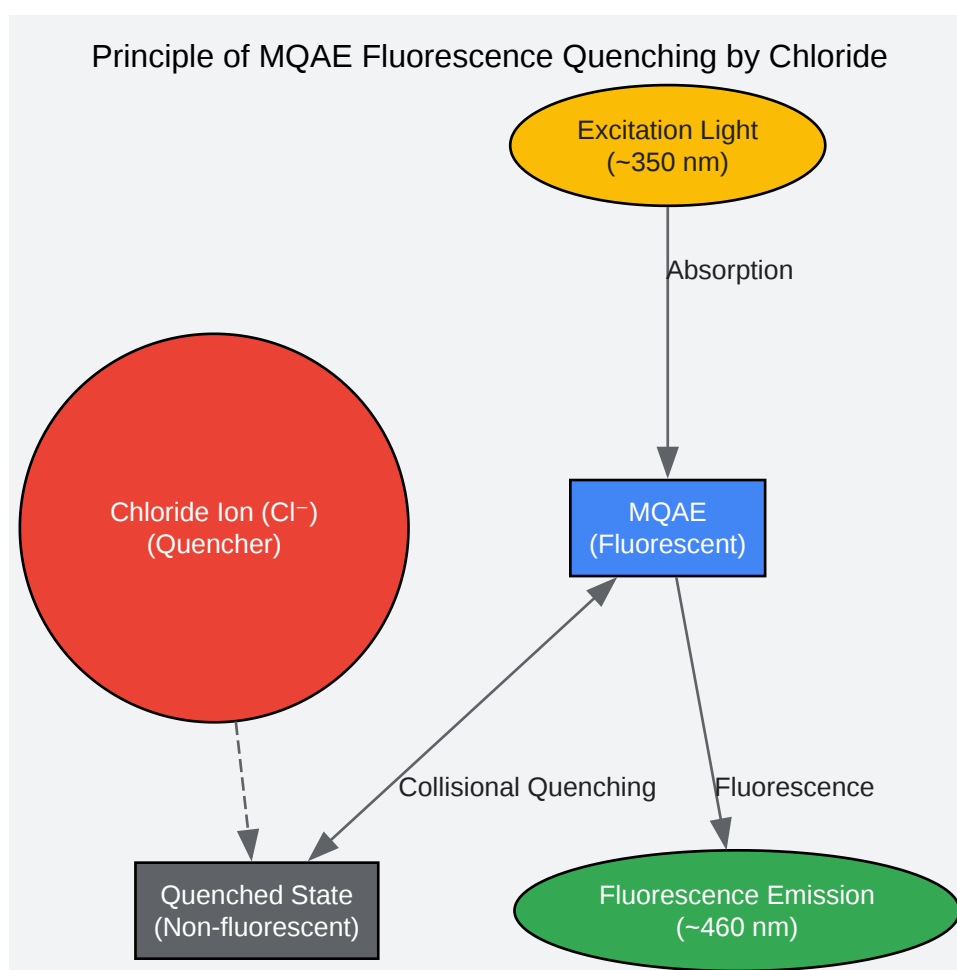 Principle of MQAE Fluorescence Quenching by Chloride
Excitation Light
(~350 nm)
Absorption
Chloride Ion (Cl⁻)
(Quencher)
MQAE
(Fluorescent)
Collisional Quenching
Fluorescence
Quenched State
(Non-fluorescent)
Fluorescence Emission
(~460 nm)